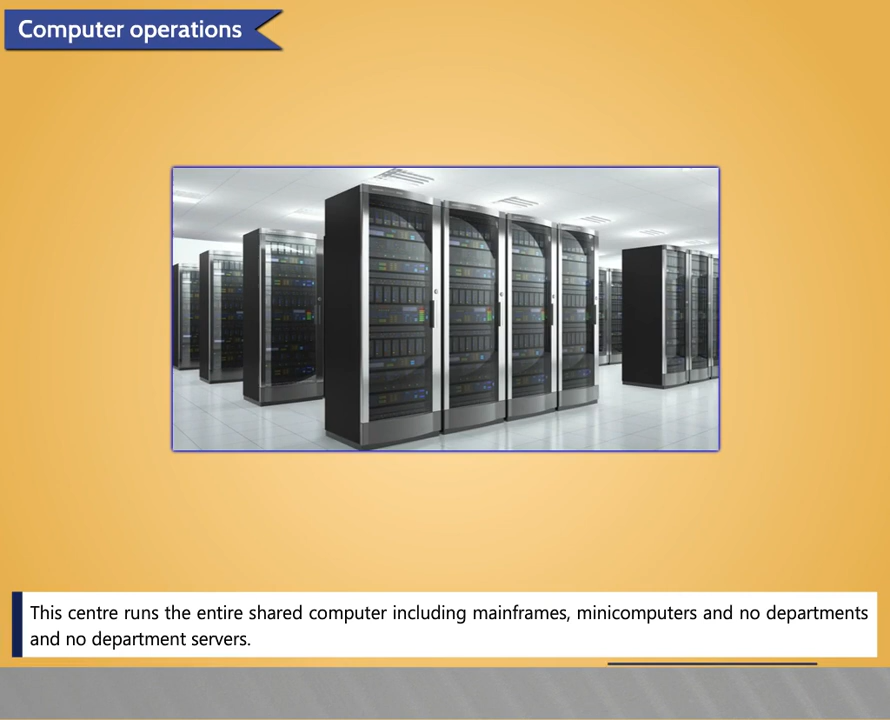 Computer operations
This centre runs the entire shared computer including mainframes, minicomputers and no departments
and no department servers.